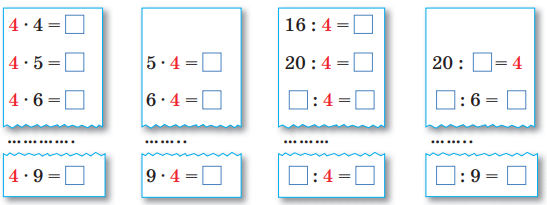 4 · 4 = □
4 · 5 = □
4 · 6 = □
.............
4 · 9 = □
5 · 4 = □
6 · 4 = □
........
9 · 4 = □
16 : 4 = □
20 : 4 = □
□ : 4 = □
.........
□ : 4 = □
20 : □ = 4
□ : 6 = □
........
□ : 9 = □